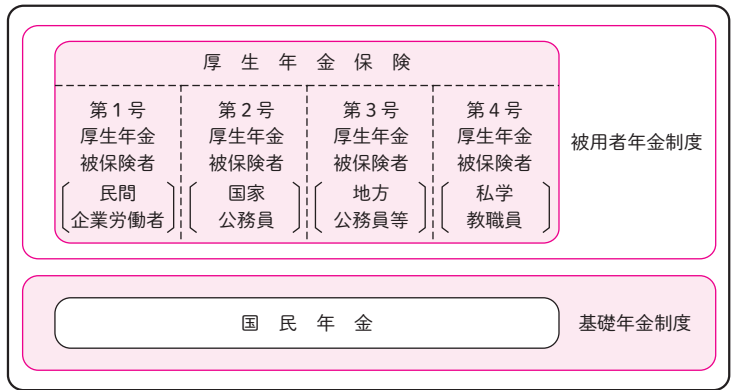 厚生年金保険
第1号
厚生年金
被保険者
民間
企業労働者
第2号
厚生年金
被保険者
国家
公務員
第3号
厚生年金
被保険者
地方
公務員等
第4号
厚生年金
被保険者
私学
教職員
被用者年金制度
国民年金
基礎年金制度